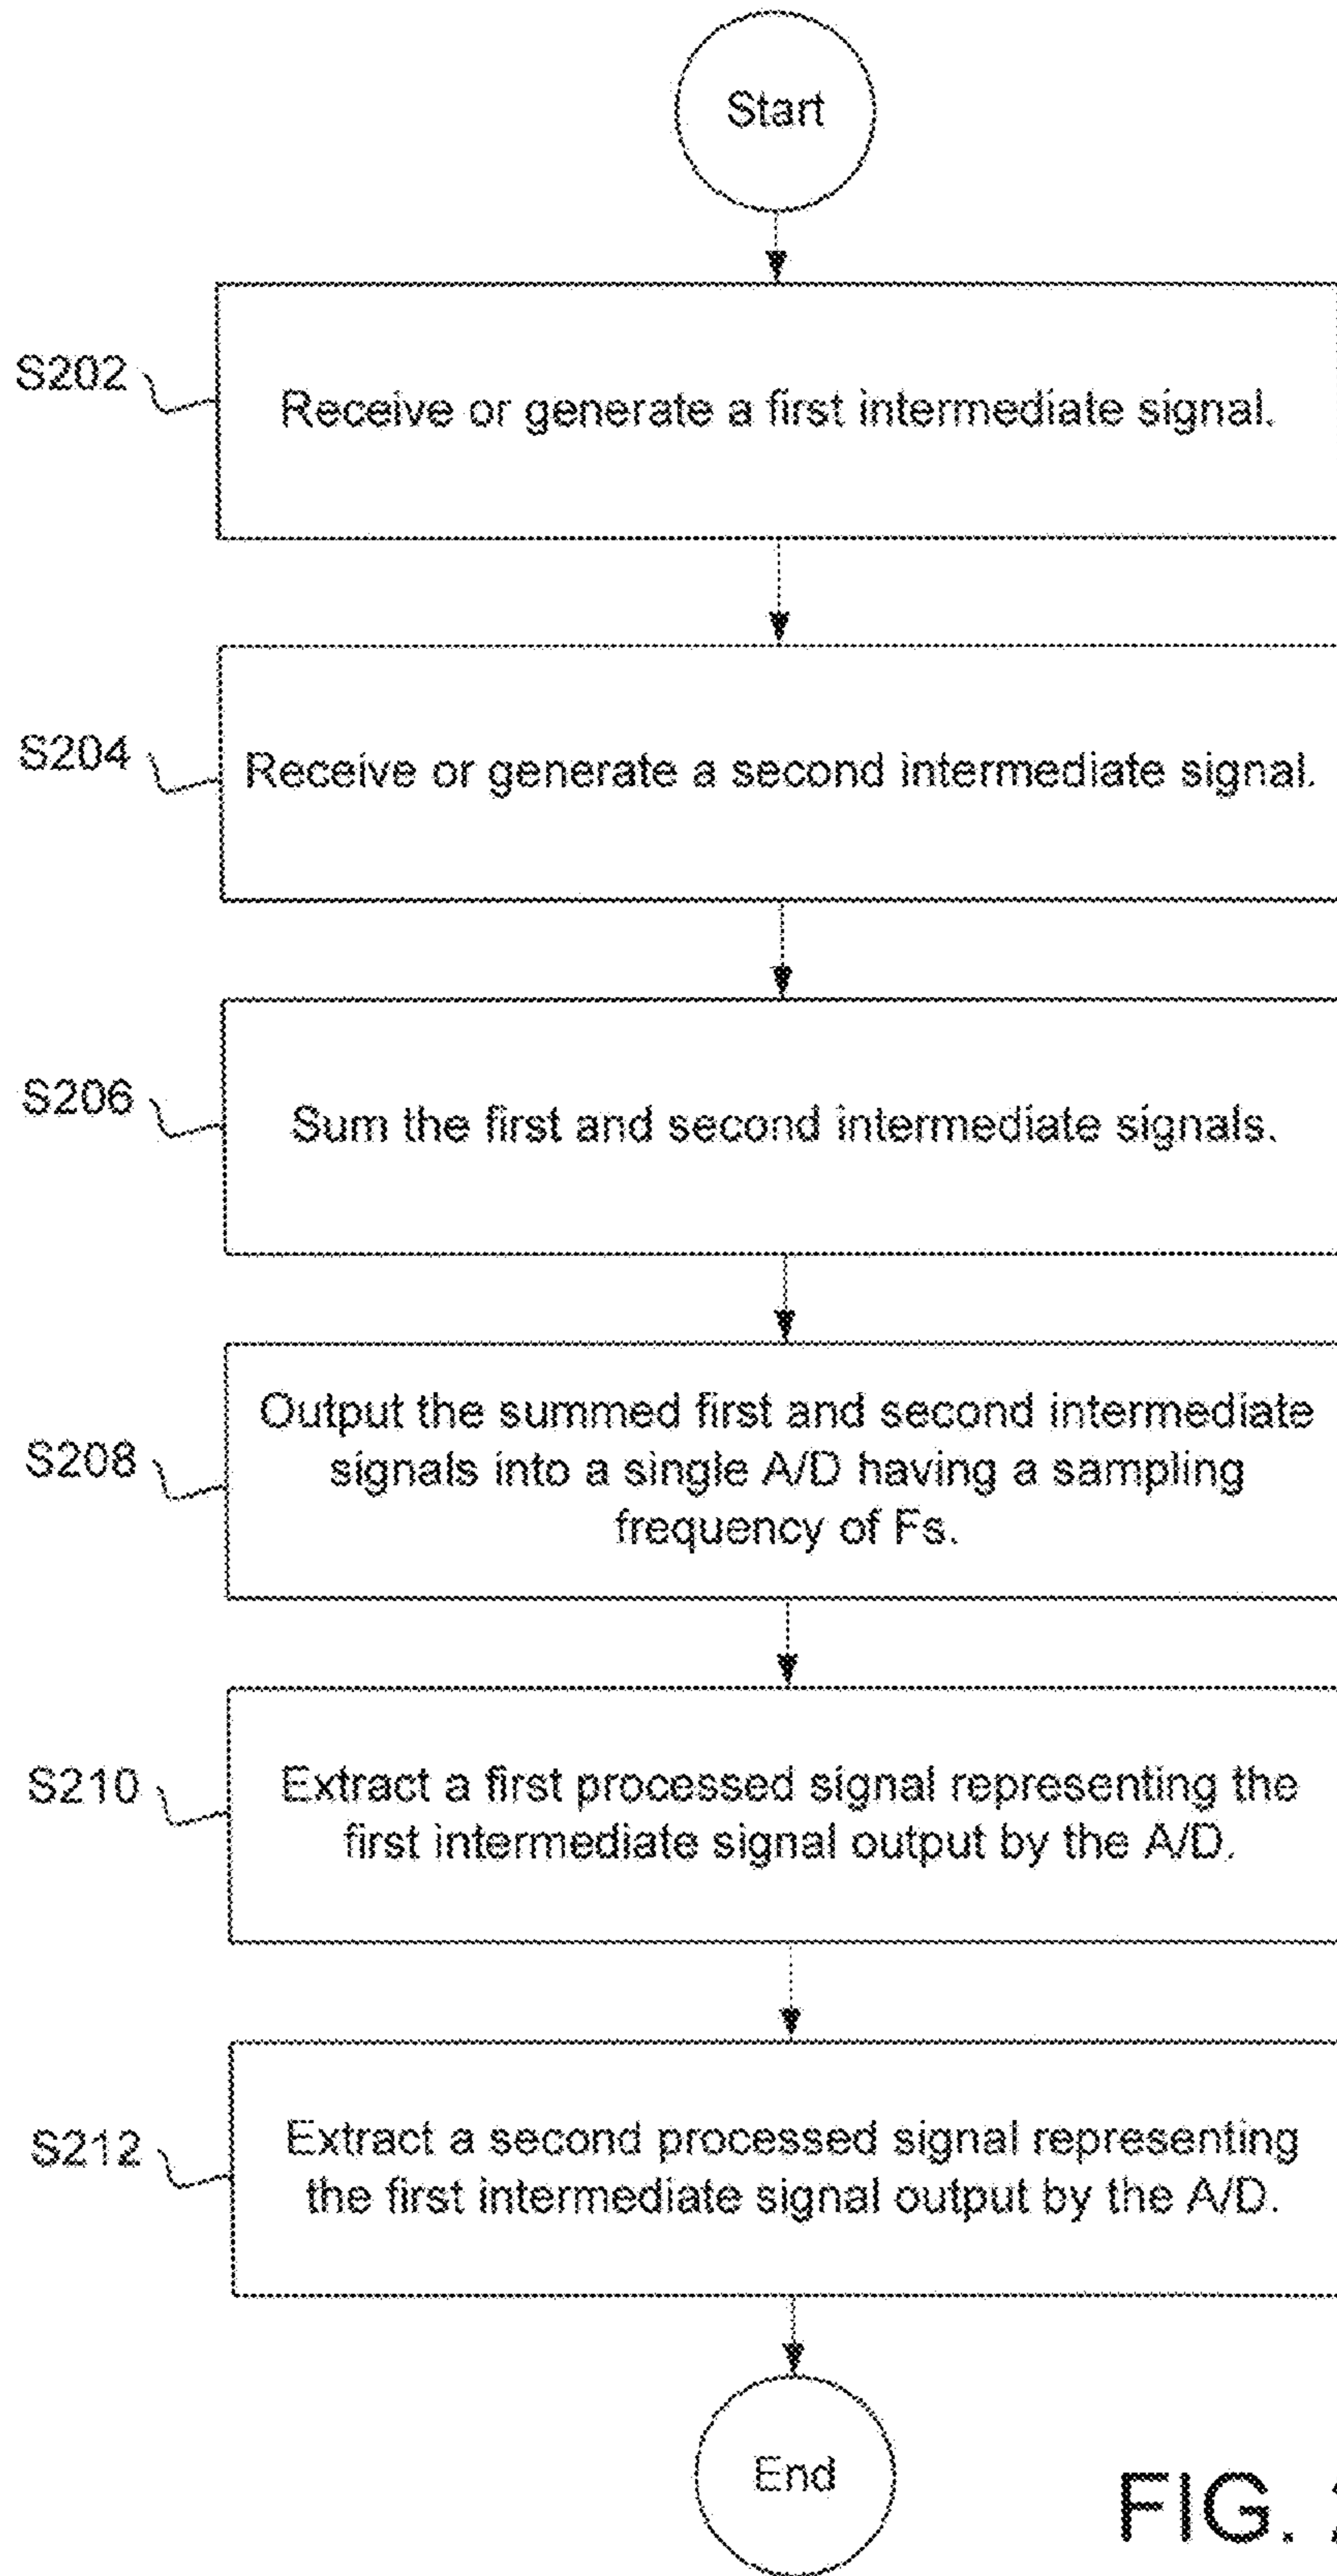 Start
S202
Receive or generate a first intermediate signal.
S204
Receive or generate a second intermediate signal.
S206
Sum the first and second intermediate signals.
S208
Output the summed first and second intermediate
signals into a single A/D having a sampling
frequency of Fs.
S210
Extract a first processed signal representing the
first intermediate signal output by the A/D.
S212
Extract a second processed signal representing
the first intermediate signal output by the A/D.
End
FIG.